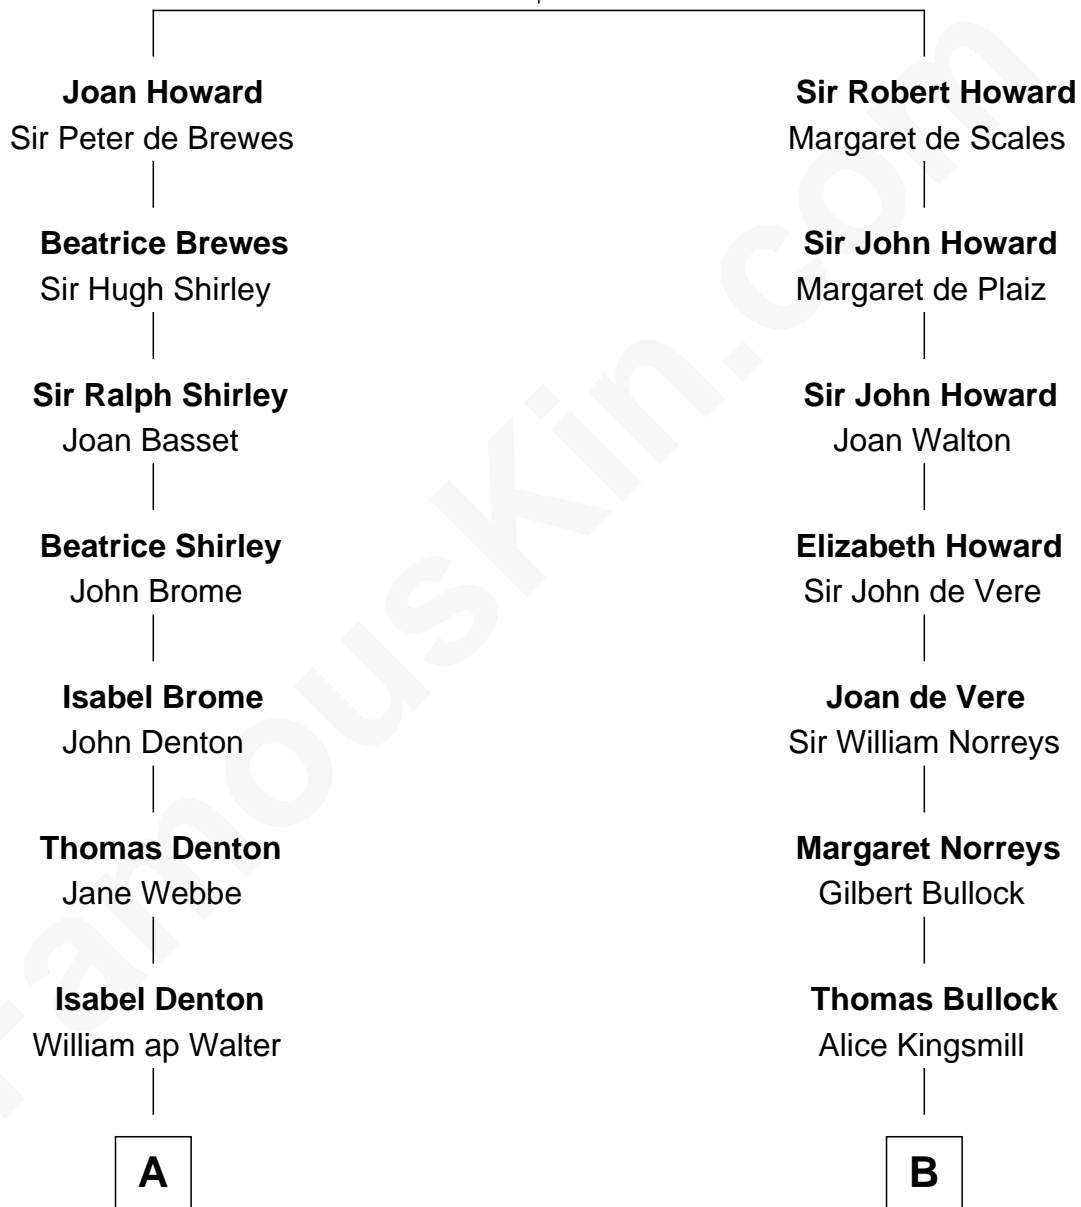 Joan Howard
Sir Peter de Brewes
Beatrice Brewes
Sir Hugh Shirley
Sir Ralph Shirley
Joan Basset
Beatrice Shirley
John Brome
Isabel Brome
John Denton
Thomas Denton
Jane Webbe
Isabel Denton
William ap Walter
A
Sir Robert Howard
Margaret de Scales
Sir John Howard
Margaret de Plaiz
Sir John Howard
Joan Walton
Elizabeth Howard
Sir John de Vere
Joan de Vere
Sir William Norreys
Margaret Norreys
Gilbert Bullock
Thomas Bullock
Alice Kingsmill
B
FamousKin.com